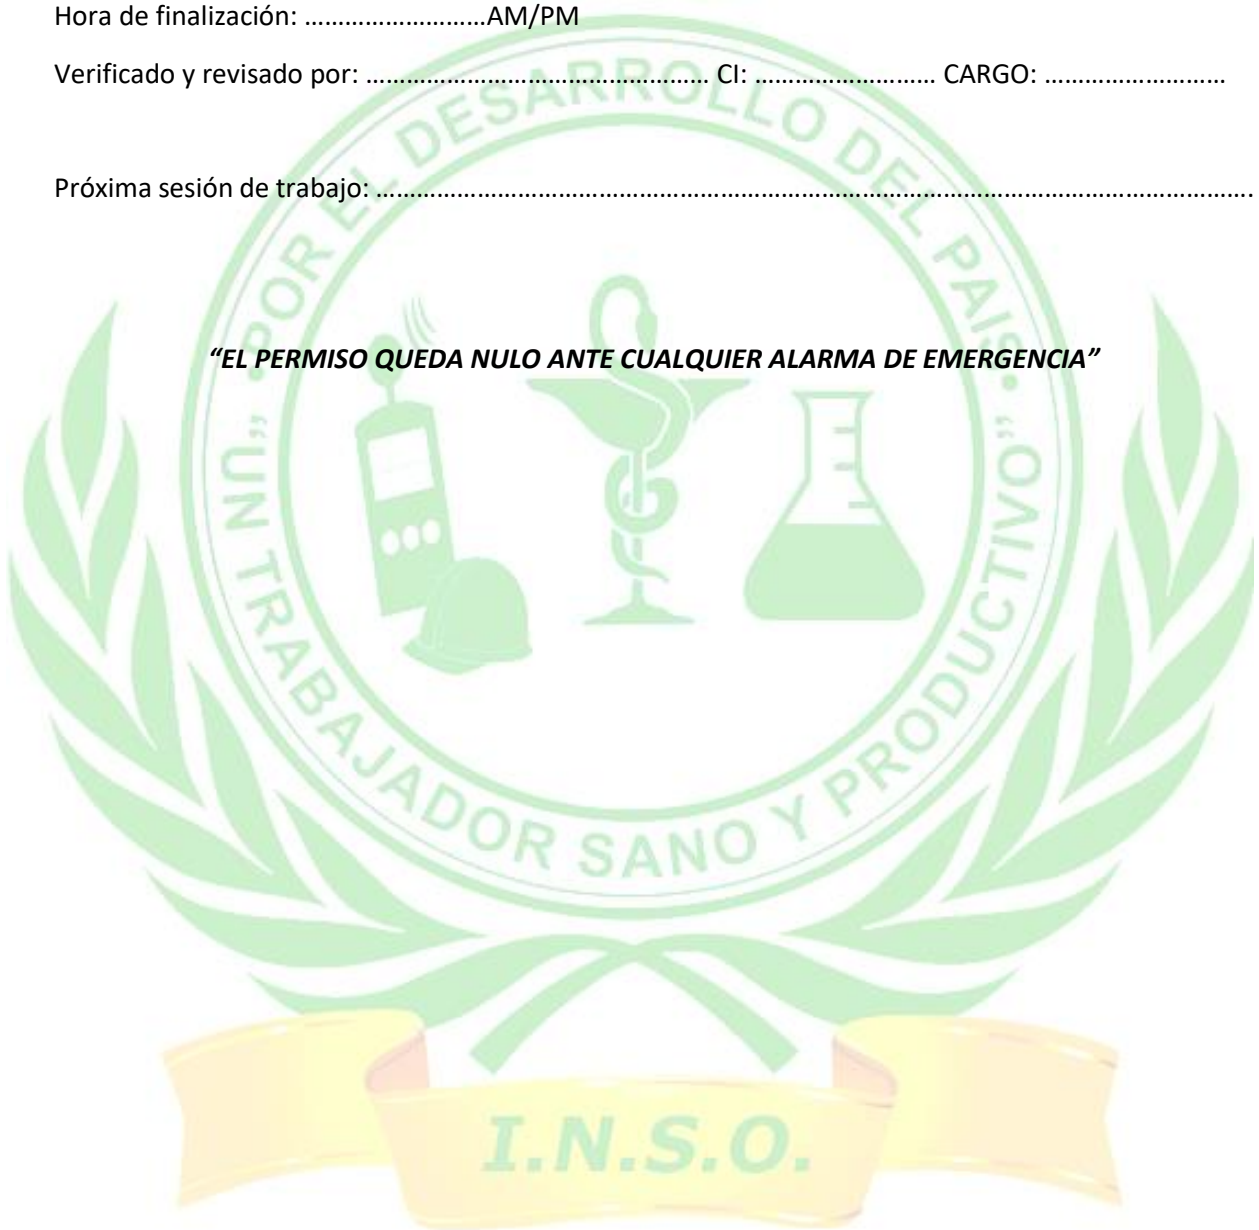 Hora de finalización: ………………………AM/PM
Verificado y revisado por: …………………………………………… CI: ……………………… CARGO: ………………………
Próxima sesión de trabajo: ……………………………………………………………………………………………………………………
“EL PERMISO QUEDA NULO ANTE CUALQUIER ALARMA DE EMERGENCIA”
"UN TRABAJADOR SANO Y PRODUCTIVO"
• POR EL DESARROLLO DEL PAIS •
I.N.S.O.